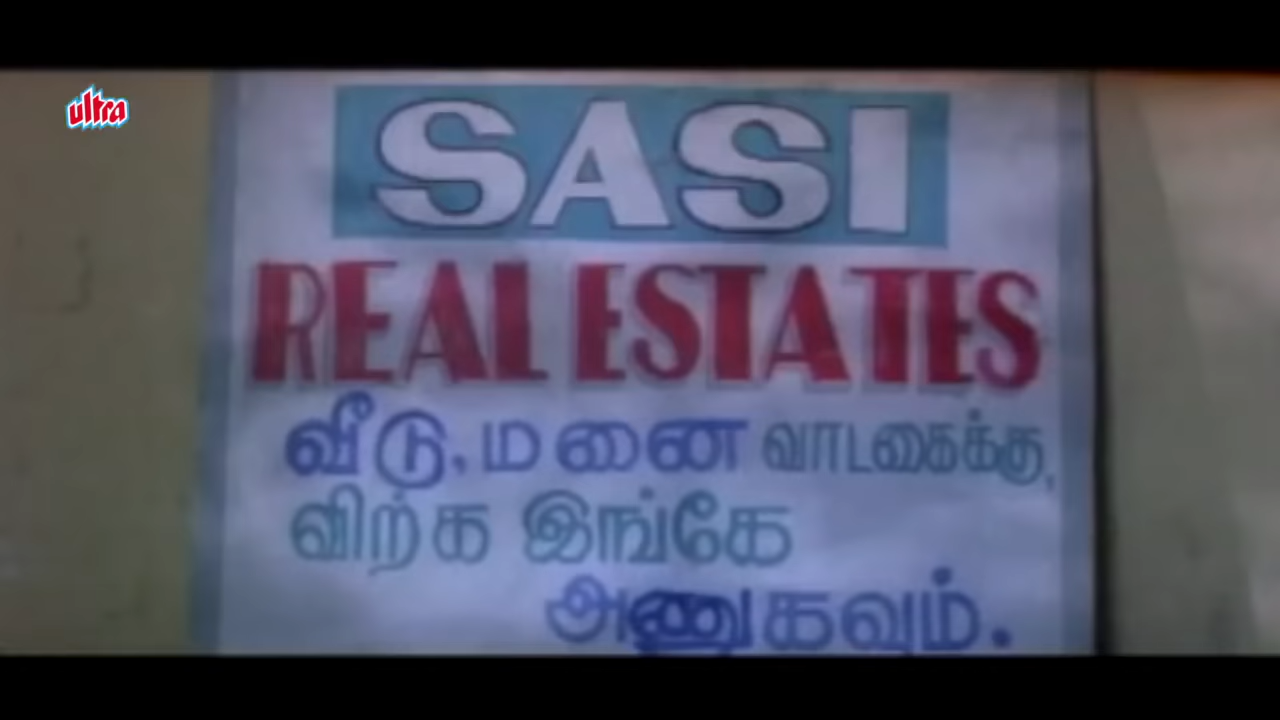 ultra
SASI
REAL ESTATES
வீடு, மனை வாடகைக்கு,
விற்க இங்கே
அணுகவும்.